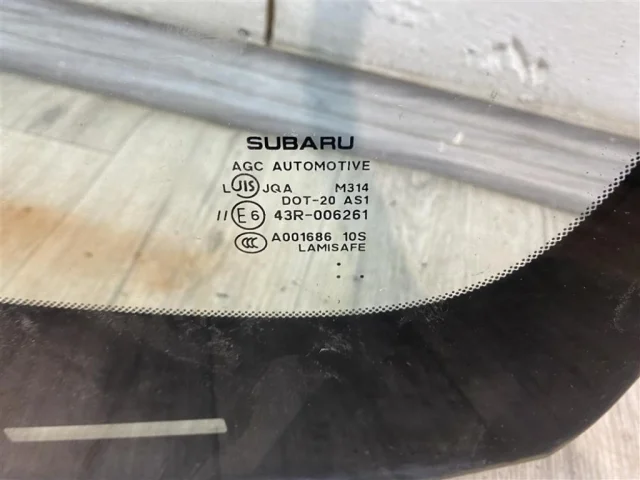 SUBARU
AGC AUTOMOTIVE
L JIS JQA M314
DOT-20 AS1
II E6 43R-006261
CCC A001686 10S
LAMISAFE